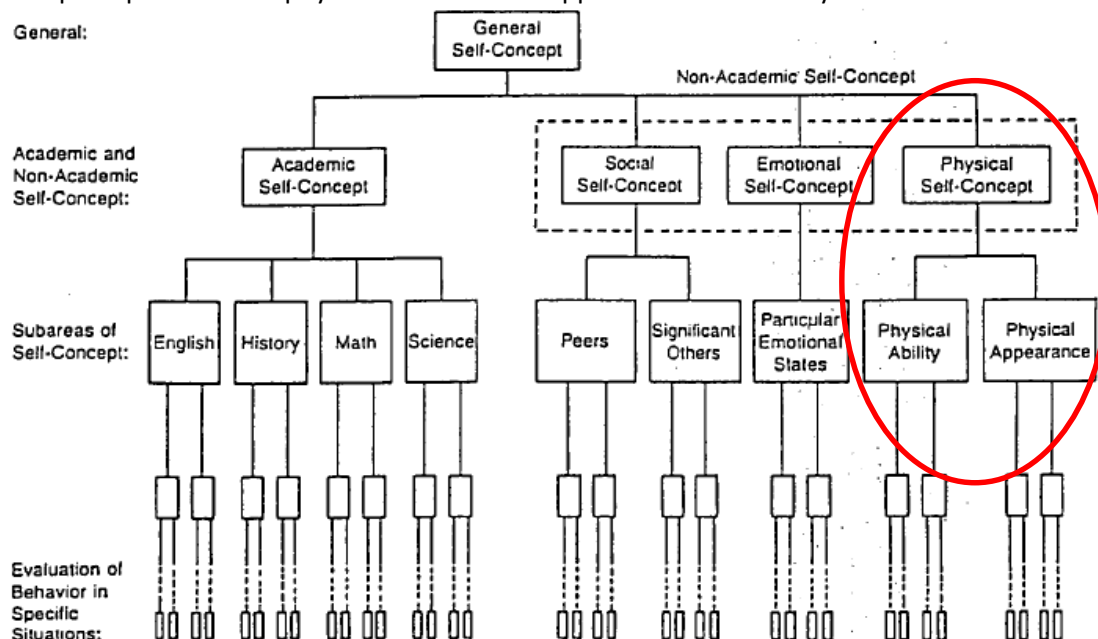 General:
General
Self-Concept
Non-Academic Self-Concept
Academic and
Non-Academic
Self-Concept:
Academic
Self-Concept
Social
Self-Concept
Emotional
Self-Concept
Physical
Self-Concept
Subareas of
Self-Concept:
English
History
Math
Science
Peers
Significant
Others
Particular
Emotional
States
Physical
Ability
Physical
Appearance
Evaluation of
Behavior in
Specific
Situations: